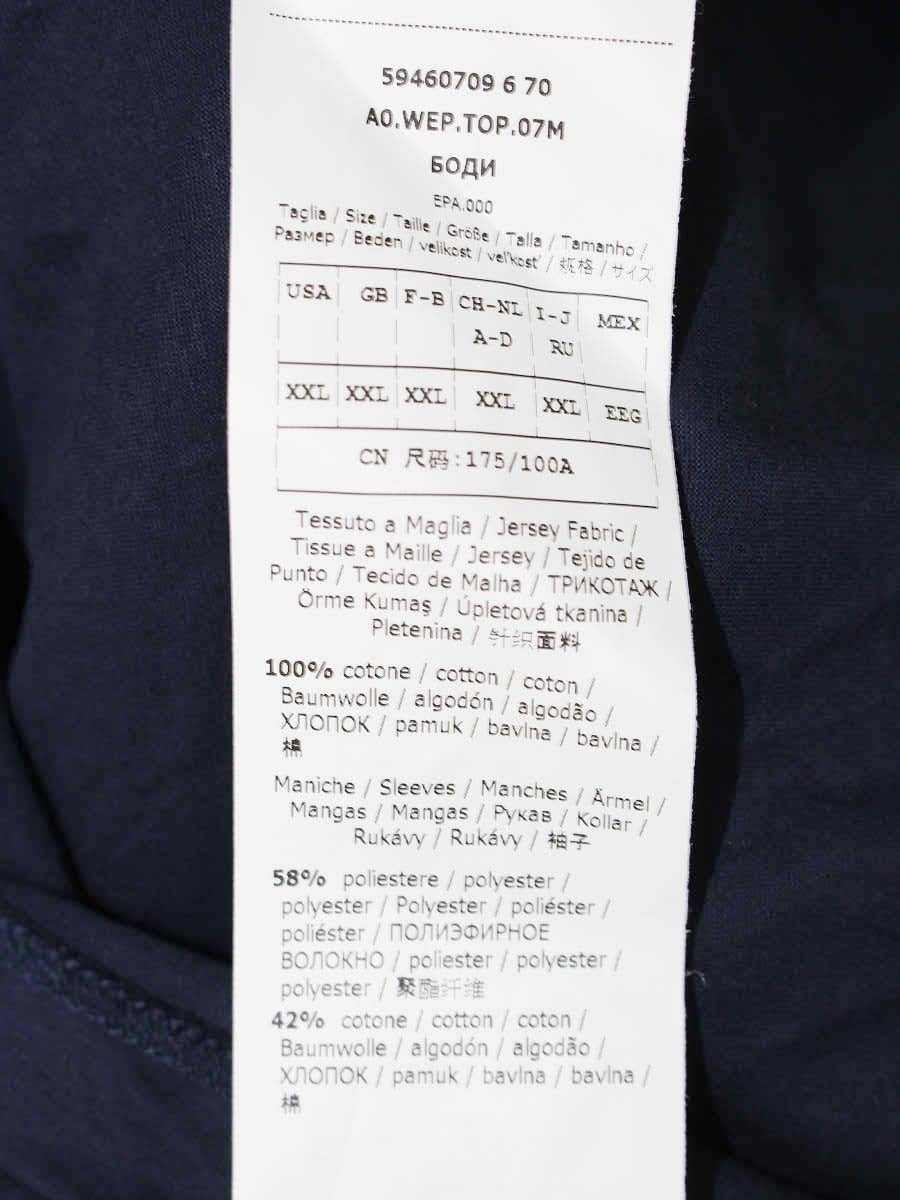 59460709 6 70
A0.WEP.TOP.07M
БОДИ
EPA.000
Taglia / Size / Taille / Größe / Talla / Tamanho /
Размер / Beden / velikost / veľkosť / 规格 / サイズ
USA GB F-B CH-NL I-J MEX
A-D RU
XXL XXL XXL XXL XXL EEG
CN 尺码:175/100A
Tessuto a Maglia / Jersey Fabric /
Tissue a Maille / Jersey / Tejido de
Punto / Tecido de Malha / ТРИКОТАЖ /
Örme Kumaş / Úpletová tkanina /
Pletenina / 针织面料
100% cotone / cotton / coton /
Baumwolle / algodón / algodão /
ХЛОПОК / pamuk / bavlna / bavlna /
棉
Maniche / Sleeves / Manches / Ärmel /
Mangas / Mangas / Рукав / Kollar /
Rukávy / Rukávy / 袖子
58% poliestere / polyester /
polyester / Polyester / poliéster /
poliéster / ПОЛИЭФИРНОЕ
ВОЛОКНО / poliester / polyester /
polyester / 聚酯纤维
42% cotone / cotton / coton /
Baumwolle / algodón / algodão /
ХЛОПОК / pamuk / bavlna / bavlna /
棉